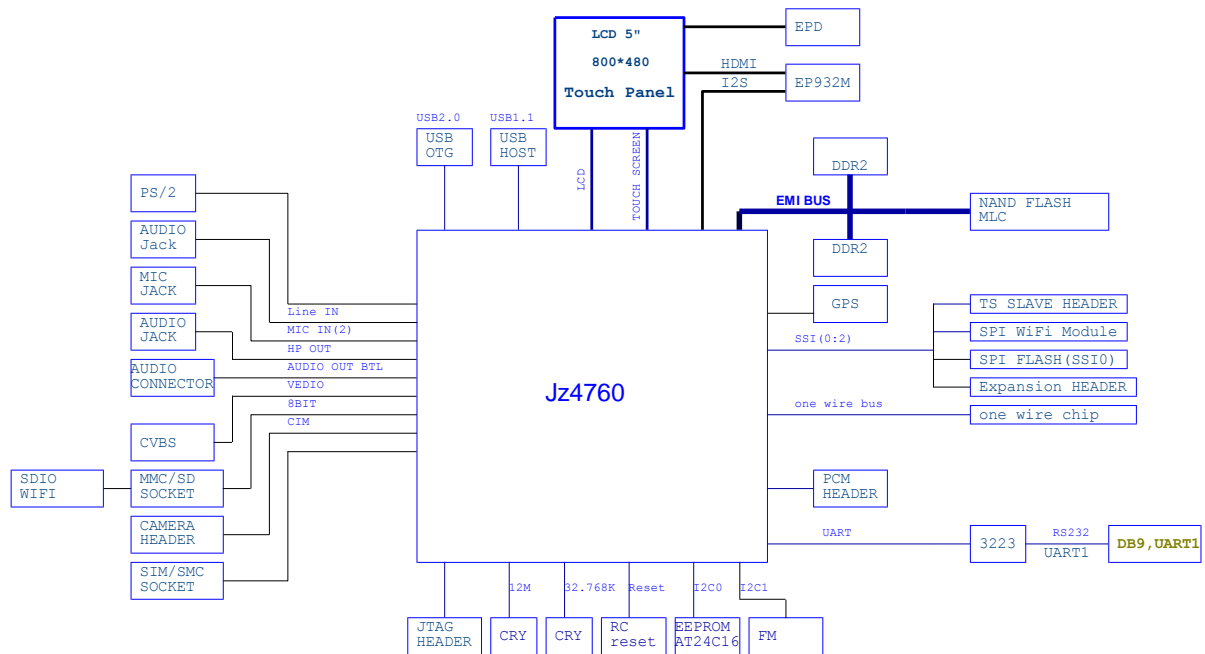 LCD 5"
800*480
Touch Panel
EPD
HDMI
I2S
EP932M
USB2.0
USB1.1
USB
OTG
USB
HOST
LCD
TOUCH SCREEN
EMI BUS
DDR2
DDR2
NAND FLASH
MLC
PS/2
AUDIO
Jack
MIC
JACK
AUDIO
JACK
AUDIO
CONNECTOR
CVBS
SDIO
WIFI
MMC/SD
SOCKET
CAMERA
HEADER
SIM/SMC
SOCKET
Line IN
MIC IN(2)
HP OUT
AUDIO OUT BTL
VEDIO
8BIT
CIM
Jz4760
GPS
SSI(0:2)
TS SLAVE HEADER
SPI WiFi Module
SPI FLASH(SSI0)
Expansion HEADER
one wire bus
one wire chip
PCM
HEADER
UART
3223
RS232
UART1
DB9,UART1
12M
32.768K
Reset
I2C0
I2C1
JTAG
HEADER
CRY
CRY
RC
reset
EEPROM
AT24C16
FM